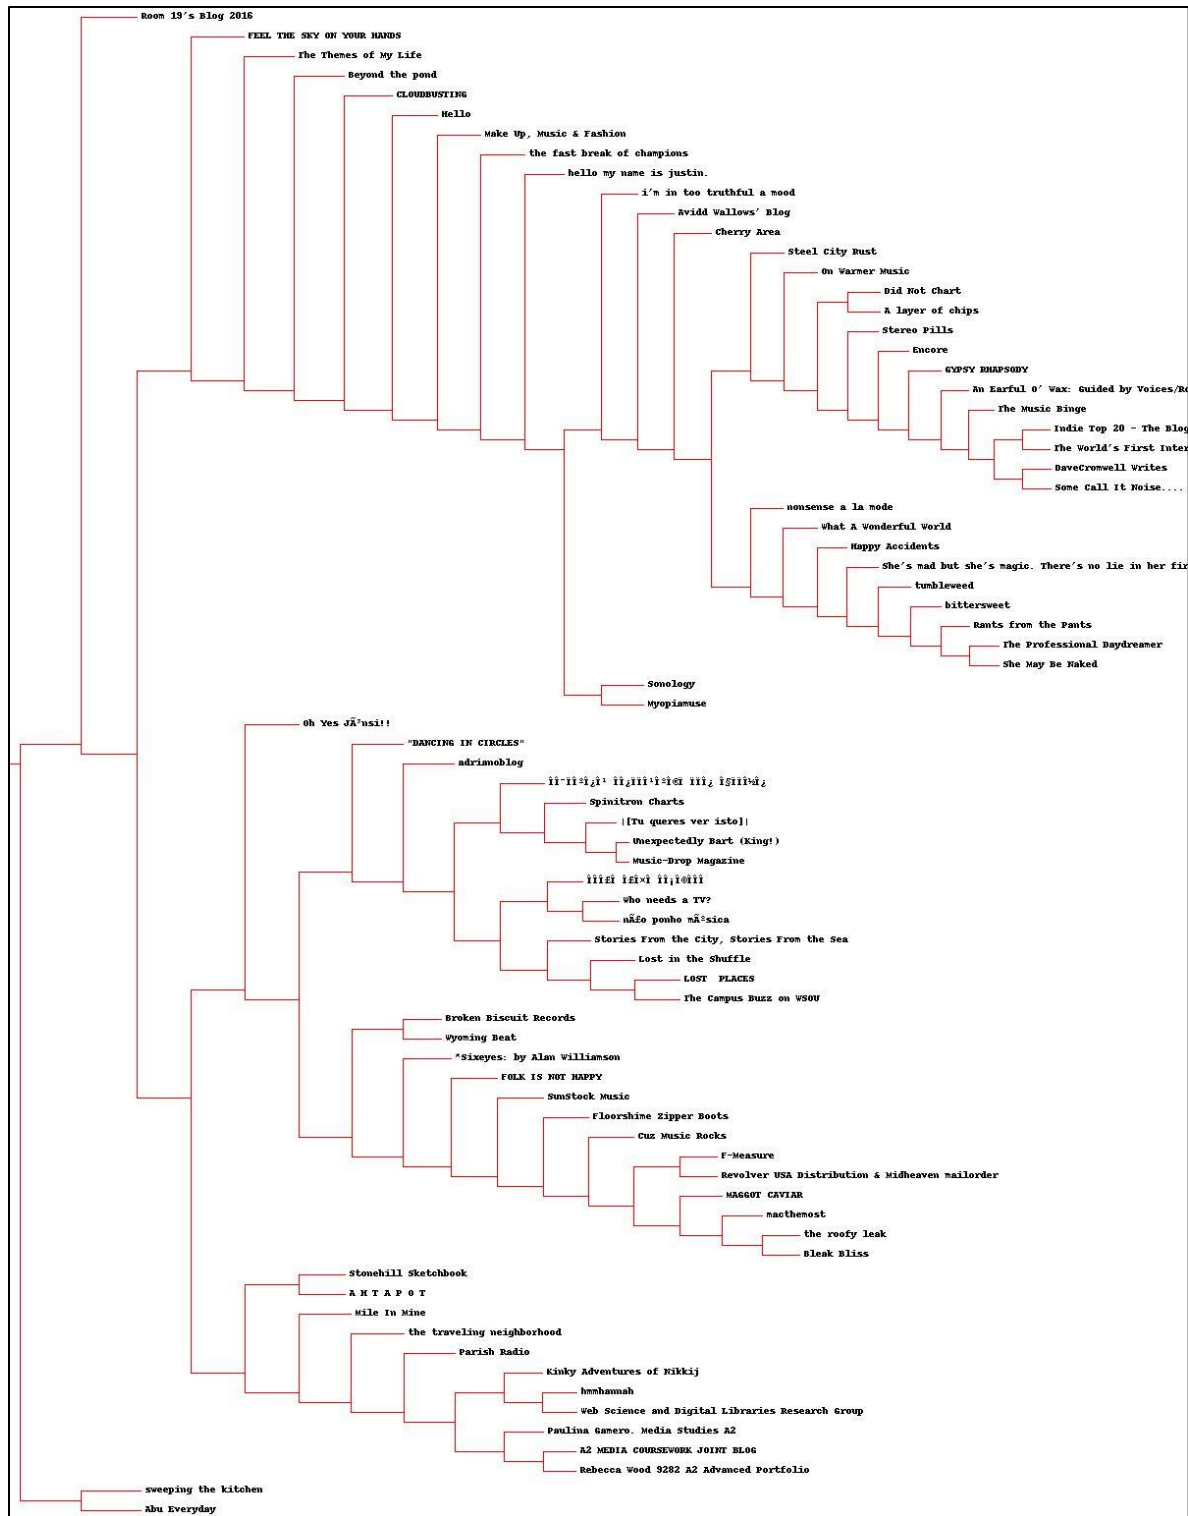 Room 19's Blog 2016
FEEL THE SKY ON YOUR HANDS
The Themes of My Life
Beyond the pond
CLOUDBUSTING
Hello
Make Up, Music & Fashion
the fast break of champions
hello my name is justin.
i'm in too truthful a mood
Avidd Wallows' Blog
Cherry Area
Steel City Rust
On Warmer Music
Did Not Chart
A layer of chips
Stereo Pills
Encore
GYPSY RHAPSODY
An Earful O' Wax: Guided by Voices/Ro
The Music Binge
Indie Top 20 - The Blog
The World's First Inter
DaveCromwell Writes
Some Call It Noise....
nonsense a la mode
What A Wonderful World
Happy Accidents
She's mad but she's magic. There's no lie in her fir
tumbleweed
bittersweet
Rants from the Pants
The Professional Daydreamer
She May Be Naked
Sonology
Myopiamuse
Oh Yes JÃ³nsi!!
"DANCING IN CIRCLES"
adrianoblog
Spinitron Charts
|[Tu queres ver isto]|
Unexpectedly Bart (King!)
Music-Drop Magazine
Who needs a TV?
nÃ£o ponho mÃºsica
Stories From the City, Stories From the Sea
Lost in the Shuffle
LOST PLACES
The Campus Buzz on WSOU
Broken Biscuit Records
Wyoming Beat
*Sixeyes: by Alan Williamson
FOLK IS NOT HAPPY
SunStock Music
Floorshime Zipper Boots
Cuz Music Rocks
F-Measure
Revolver USA Distribution & Midheaven mailorder
MAGGOT CAVIAR
macthemost
the roofy leak
Bleak Bliss
Stonehill Sketchbook
A H T A P O T
Mile In Mine
the traveling neighborhood
Parish Radio
Kinky Adventures of Nikkij
hmmhannah
Web Science and Digital Libraries Research Group
Paulina Gamero. Media Studies A2
A2 MEDIA COURSEWORK JOINT BLOG
Rebecca Wood 9282 A2 Advanced Portfolio
sweeping the kitchen
Abu Everyday